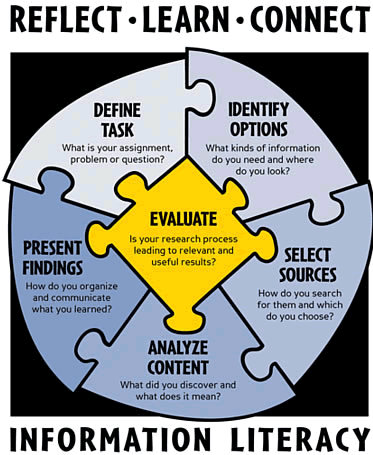 REFLECT · LEARN · CONNECT
DEFINE
TASK
What is your assignment,
problem or question?
IDENTIFY
OPTIONS
What kinds of information
do you need and where
do you look?
EVALUATE
Is your research process
leading to relevant and
useful results?
SELECT
SOURCES
How do you search
for them and which
do you choose?
ANALYZE
CONTENT
What did you discover and
what does it mean?
PRESENT
FINDINGS
How do you organize
and communicate
what you learned?
INFORMATION LITERACY